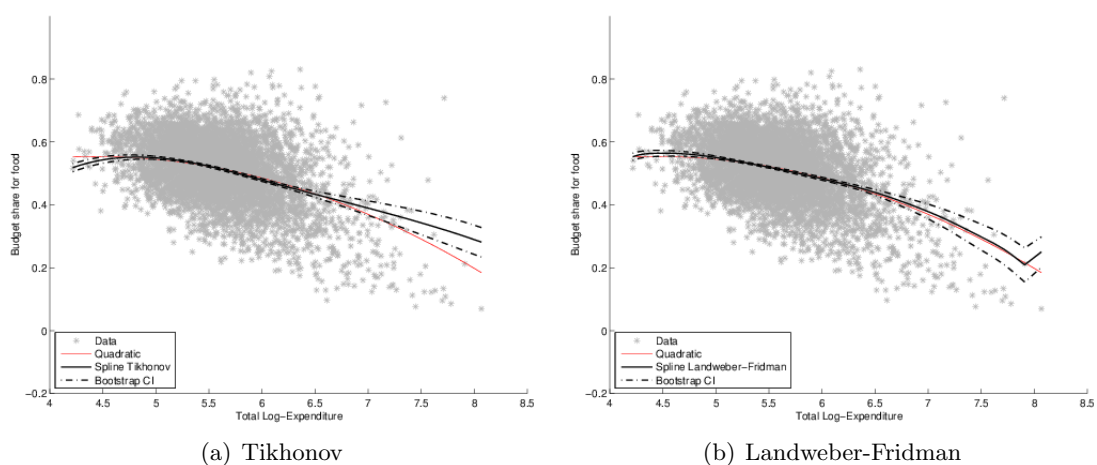 0.8
0.6
0.4
0.2
0
−0.2
Budget share for food
Data
Quadratic
Spline Tikhonov
Bootstrap CI
4 4.5 5 5.5 6 6.5 7 7.5 8 8.5
Total Log−Expenditure
(a) Tikhonov
0.8
0.6
0.4
0.2
0
−0.2
Budget share for food
Data
Quadratic
Spline Landweber−Fridman
Bootstrap CI
4 4.5 5 5.5 6 6.5 7 7.5 8 8.5
Total Log−Expenditure
(b) Landweber-Fridman